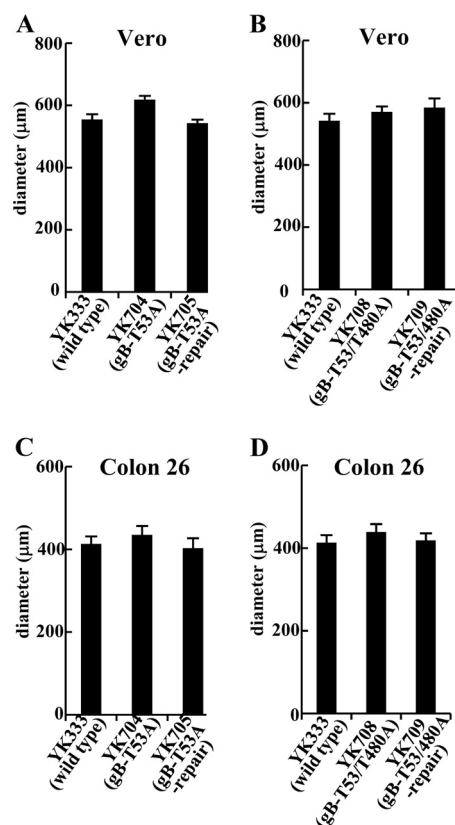 A
Vero
diameter (μm)
800
600
400
200
0
YK333
(wild type)
YK704
(gB-T53A)
YK705
(gB-T53A
-repair)
B
Vero
diameter (μm)
800
600
400
200
0
YK333
(wild type)
YK708
(gB-T53/T480A)
YK709
(gB-T53/480A
-repair)
C
Colon 26
diameter (μm)
600
400
200
0
YK333
(wild type)
YK704
(gB-T53A)
YK705
(gB-T53A
-repair)
D
Colon 26
diameter (μm)
600
400
200
0
YK333
(wild type)
YK708
(gB-T53/T480A)
YK709
(gB-T53/480A
-repair)